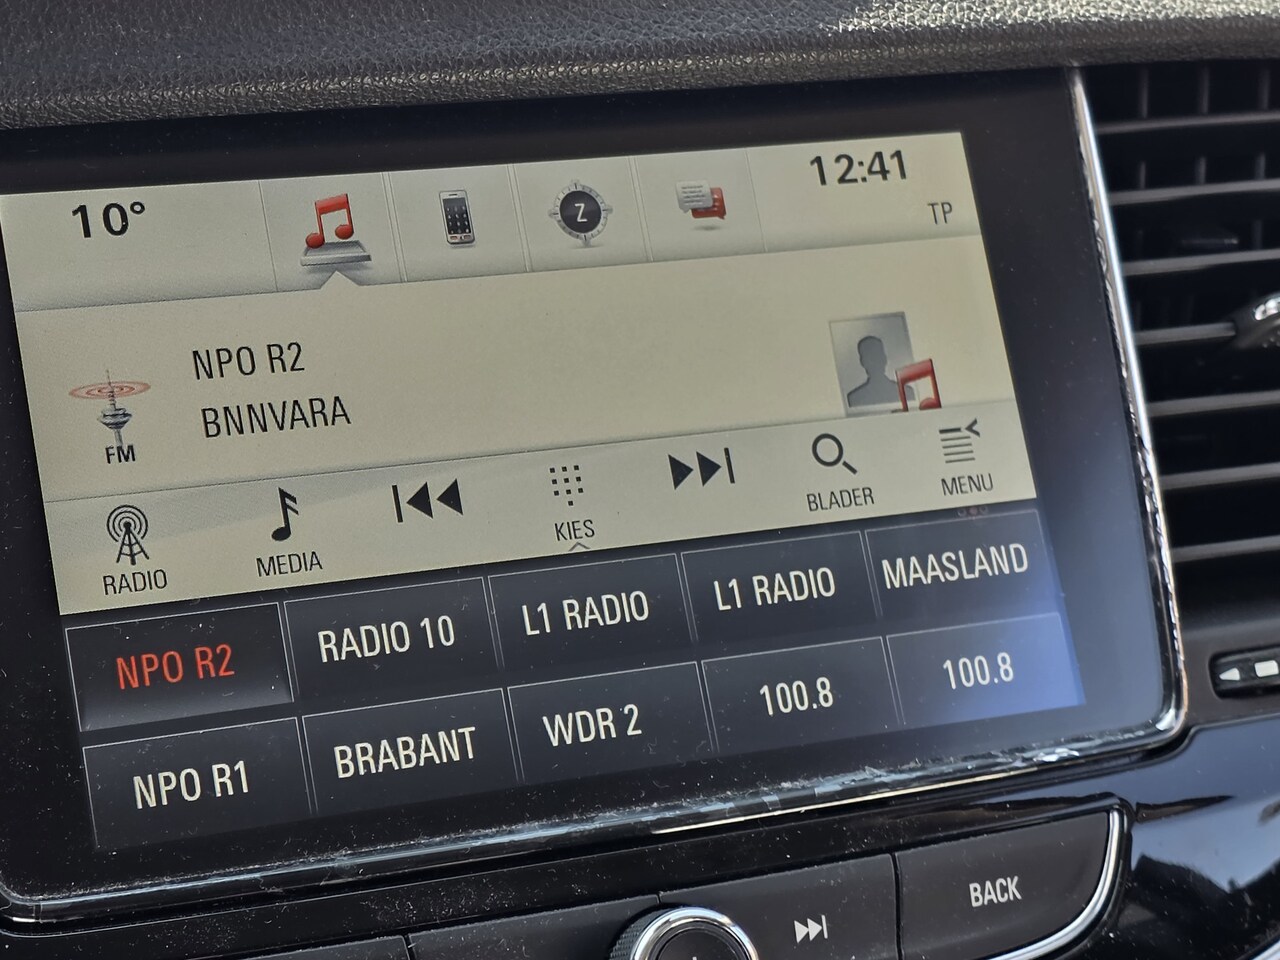 10°
Z
12:41
TP
NPO R2
BNNVARA
FM
RADIO
MEDIA
KIES
BLADER
MENU
NPO R2
RADIO 10
L1 RADIO
L1 RADIO
MAASLAND
NPO R1
BRABANT
WDR 2
100.8
100.8
BACK